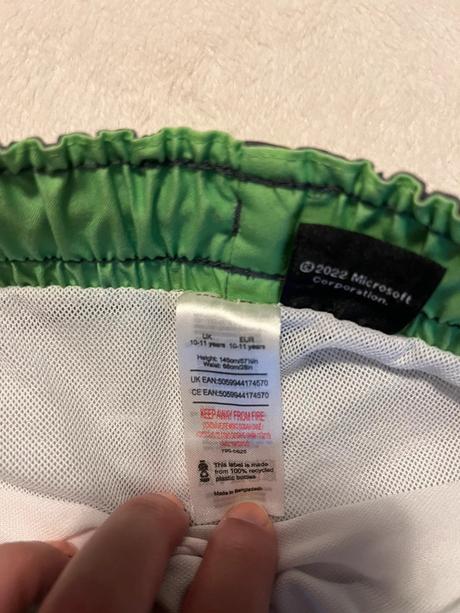 ©2022 Microsoft
Corporation.
UK EUR
10-11 years 10-11 years
Height: 146cm/57½in
Waist: 66cm/26in
UK EAN:5059944174570
CE EAN:5059944174570
KEEP AWAY FROM FIRE
This label is made
from 100% recycled
plastic bottles
Made in Bangladesh